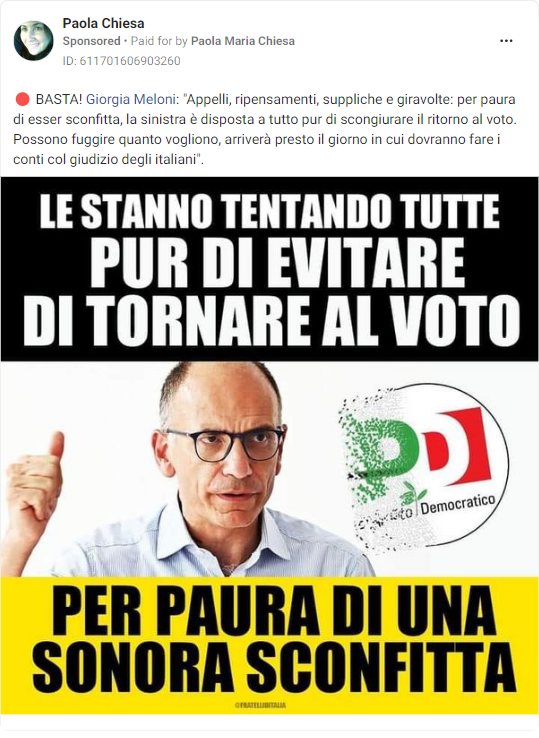 Paola Chiesa
Sponsored • Paid for by Paola Maria Chiesa
ID: 611701606903260
🔴 BASTA! Giorgia Meloni: "Appelli, ripensamenti, suppliche e giravolte: per paura
di esser sconfitta, la sinistra è disposta a tutto pur di scongiurare il ritorno al voto.
Possono fuggire quanto vogliono, arriverà presto il giorno in cui dovranno fare i
conti col giudizio degli italiani".
LE STANNO TENTANDO TUTTE
PUR DI EVITARE
DI TORNARE AL VOTO
PD
Democratico
PER PAURA DI UNA
SONORA SCONFITTA
@FRATELLIDITALIA